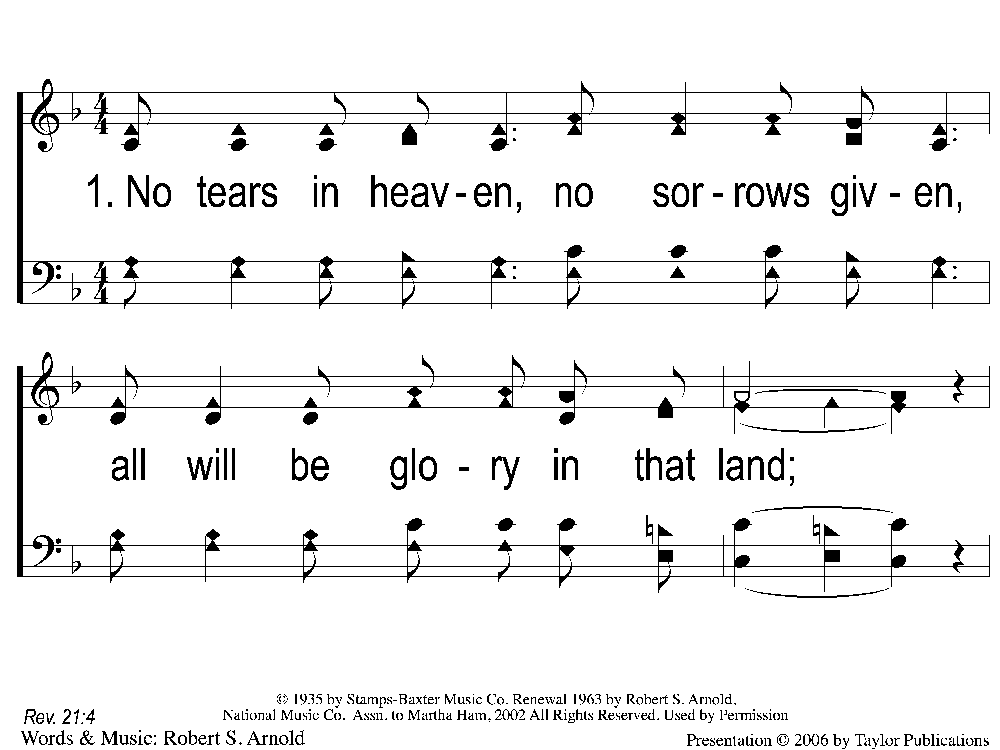 4
4
1. No tears in heav-en, no sor-rows giv-en,
4
4
all will be glo-ry in that land;
© 1935 by Stamps-Baxter Music Co. Renewal 1963 by Robert S. Arnold,
National Music Co. Assn. to Martha Ham, 2002 All Rights Reserved. Used by Permission
Rev. 21:4
Words & Music: Robert S. Arnold
Presentation © 2006 by Taylor Publications